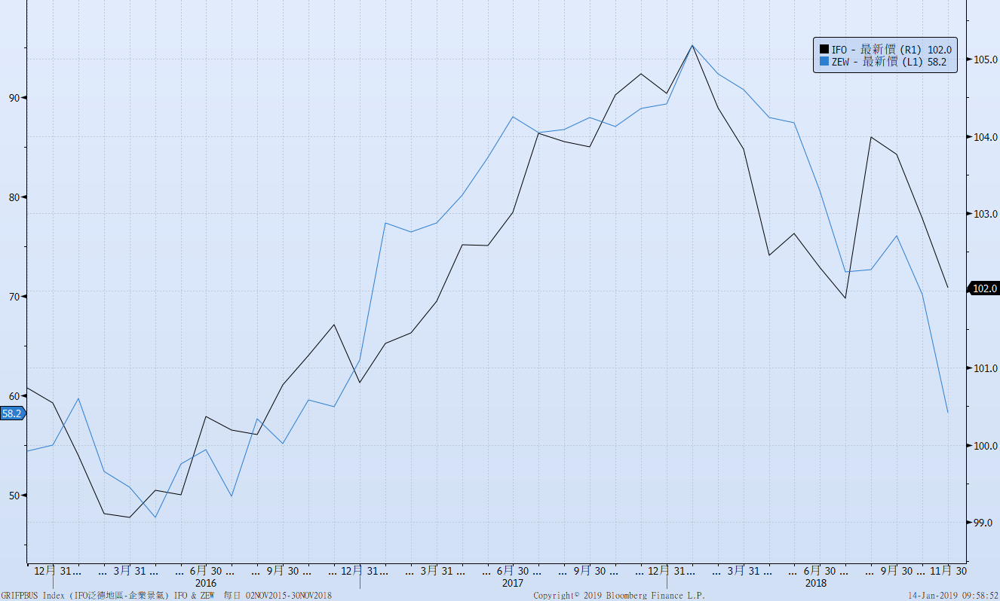 IFO - 最新價 (R1) 102.0
ZEW - 最新價 (L1) 58.2
90
80
70
60
58.2
50
105.0
104.0
103.0
102.0
101.0
100.0
99.0
12月 31 ... ... 3月 31 ... ... 6月 30 ... 9月 30 ... ... 12月 31 ... ... 3月 31 ... ... 6月 30 ... ... 9月 30 ... ... 12月 31 ... ... 3月 31 ... ... 6月 30 ... ... 9月 30 ... 11月 30
2016 2017 2018
GRIFPBUS Index (IFO泛德地區-企業景氣) IFO & ZEW 每日 02NOV2015-30NOV2018 Copyright© 2019 Bloomberg Finance L.P. 14-Jan-2019 09:58:52